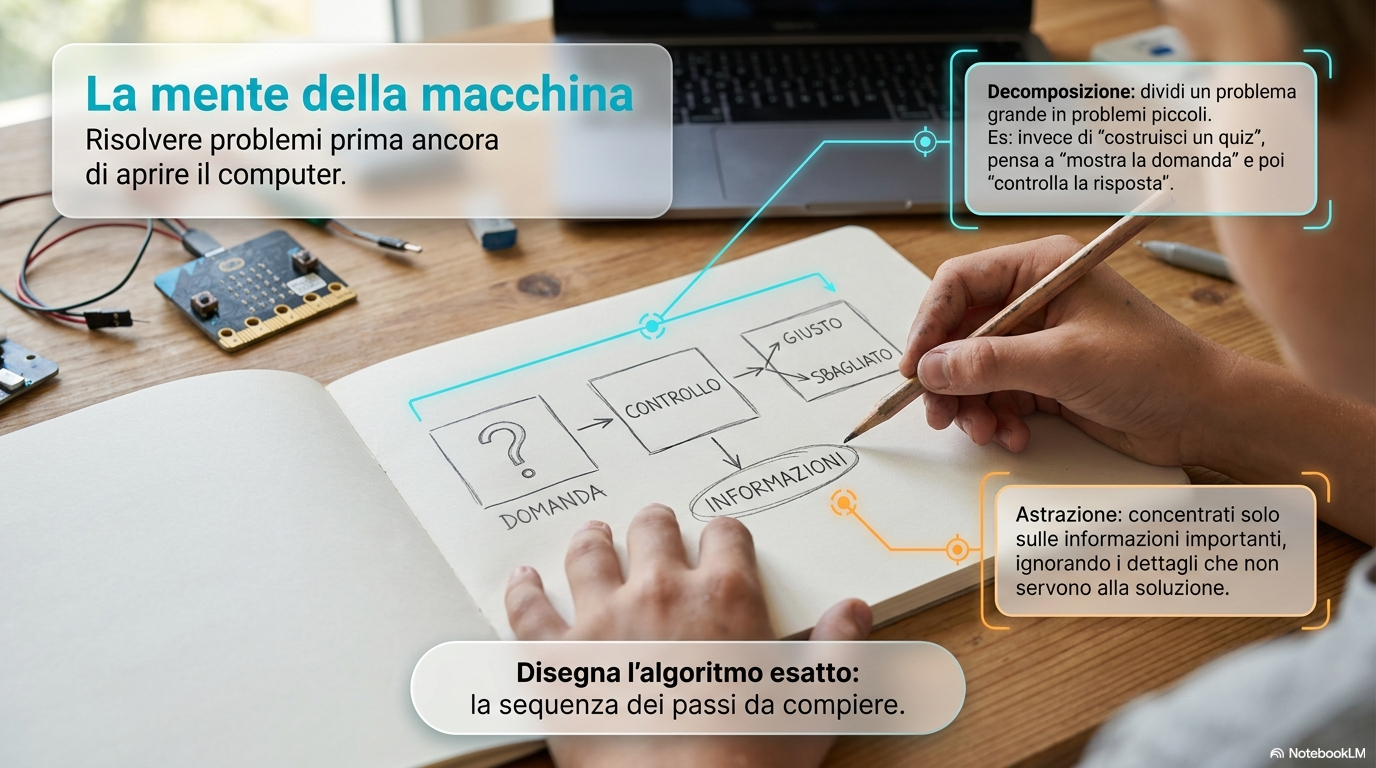 La mente della macchina
Risolvere problemi prima ancora
di aprire il computer.
Decomposizione: dividi un problema
grande in problemi piccoli.
Es: invece di “costruisci un quiz”,
pensa a “mostra la domanda” e poi
“controlla la risposta”.
?
DOMANDA
CONTROLLO
GIUSTO
SBAGLIATO
INFORMAZIONI
Astrazione: concentrati solo
sulle informazioni importanti,
ignorando i dettagli che non
servono alla soluzione.
Disegna l’algoritmo esatto:
la sequenza dei passi da compiere.
NotebookLM